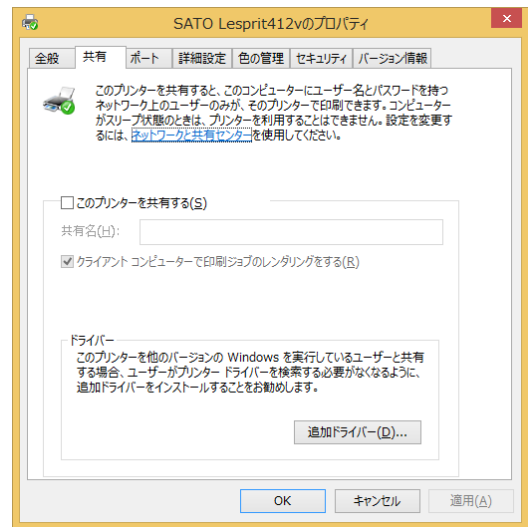 SATO Lesprit412vのプロパティ
全般 共有 ポート 詳細設定 色の管理 セキュリティ バージョン情報
このプリンターを共有すると、このコンピューターにユーザー名とパスワードを持つ
ネットワーク上のユーザーのみが、そのプリンターで印刷できます。コンピューター
がスリープ状態のときは、プリンターを利用することはできません。設定を変更す
るには、ネットワークと共有センターを使用してください。
このプリンターを共有する(S)
共有名(H):
クライアント コンピューターで印刷ジョブのレンダリングをする(R)
ドライバー
このプリンターを他のバージョンの Windows を実行しているユーザーと共有
する場合、ユーザーがプリンター ドライバーを検索する必要がなくなるように、
追加ドライバーをインストールすることをお勧めします。
追加ドライバー(D)...
OK キャンセル 適用(A)